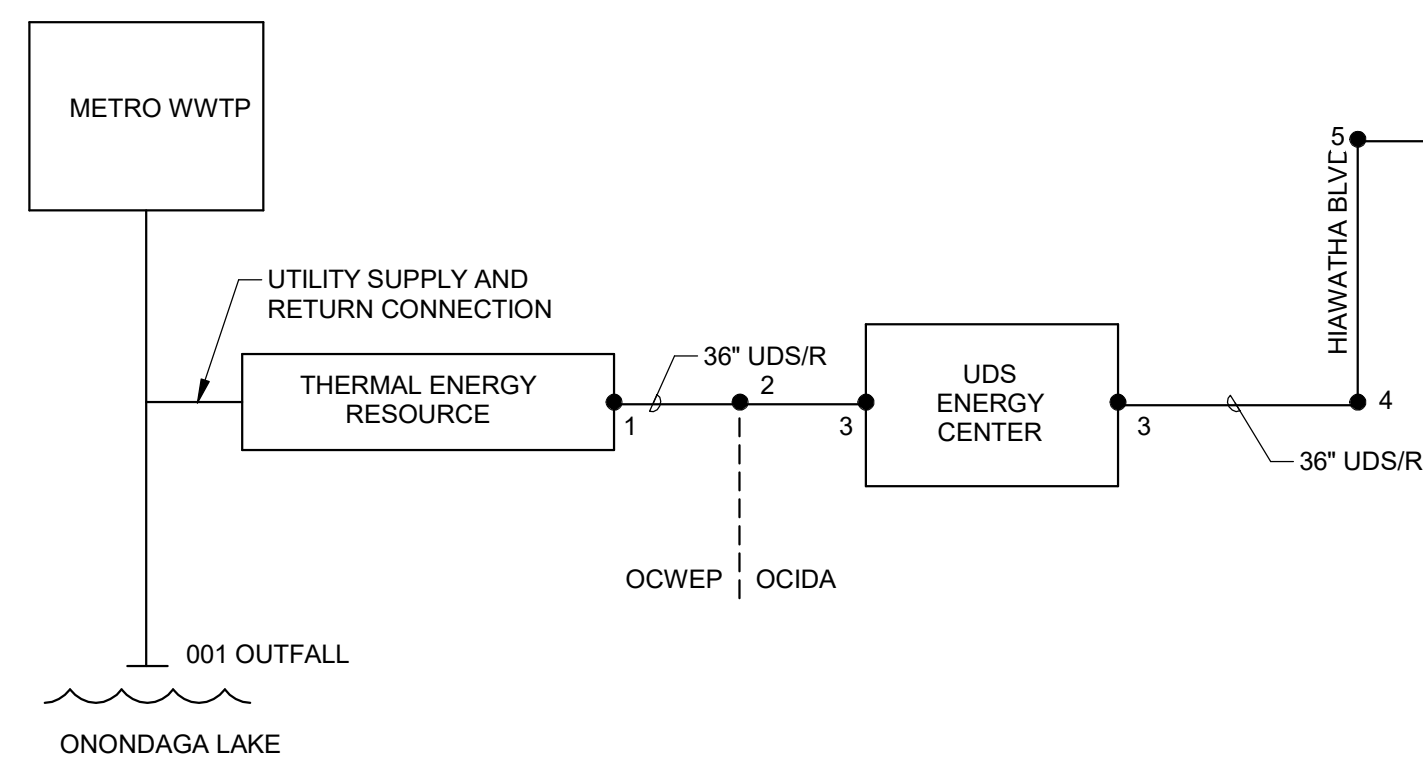 METRO WWTP
5
HIAWATHA BLVD
UTILITY SUPPLY AND
RETURN CONNECTION
36" UDS/R
2
THERMAL ENERGY
RESOURCE
1
3
UDS
ENERGY
CENTER
3
4
36" UDS/R
OCWEP
OCIDA
001 OUTFALL
ONONDAGA LAKE